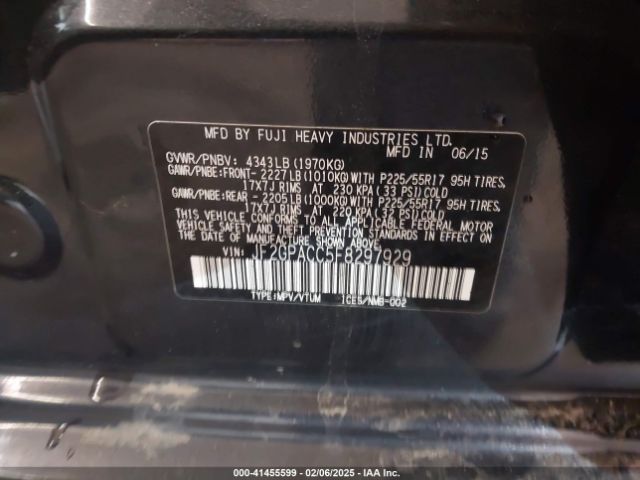 MFD BY FUJI HEAVY INDUSTRIES LTD.
MFD IN 06/15
GVWR/PNBV: 4343LB(1970KG)
GAWR/PNBE:FRONT- 2227LB(1010KG)WITH P225/55R17 95H TIRES,
17X7J RIMS AT 230 KPA(33 PSI)COLD
GAWR/PNBE:REAR - 2205LB(1000KG)WITH P225/55R17 95H TIRES,
17X7J RIMS AT 220 KPA(32 PSI)COLD
THIS VEHICLE CONFORMS TO ALL APPLICABLE FEDERAL MOTOR
VEHICLE SAFETY AND THEFT PREVENTION STANDARDS IN EFFECT
ON THE DATE OF MANUFACTURE SHOWN ABOVE.
VIN: JF2GPACC5F8297929
TYPE:MPV/VTUM ICES/NMB-002
000-41455599 - 02/06/2025 - IAA Inc.